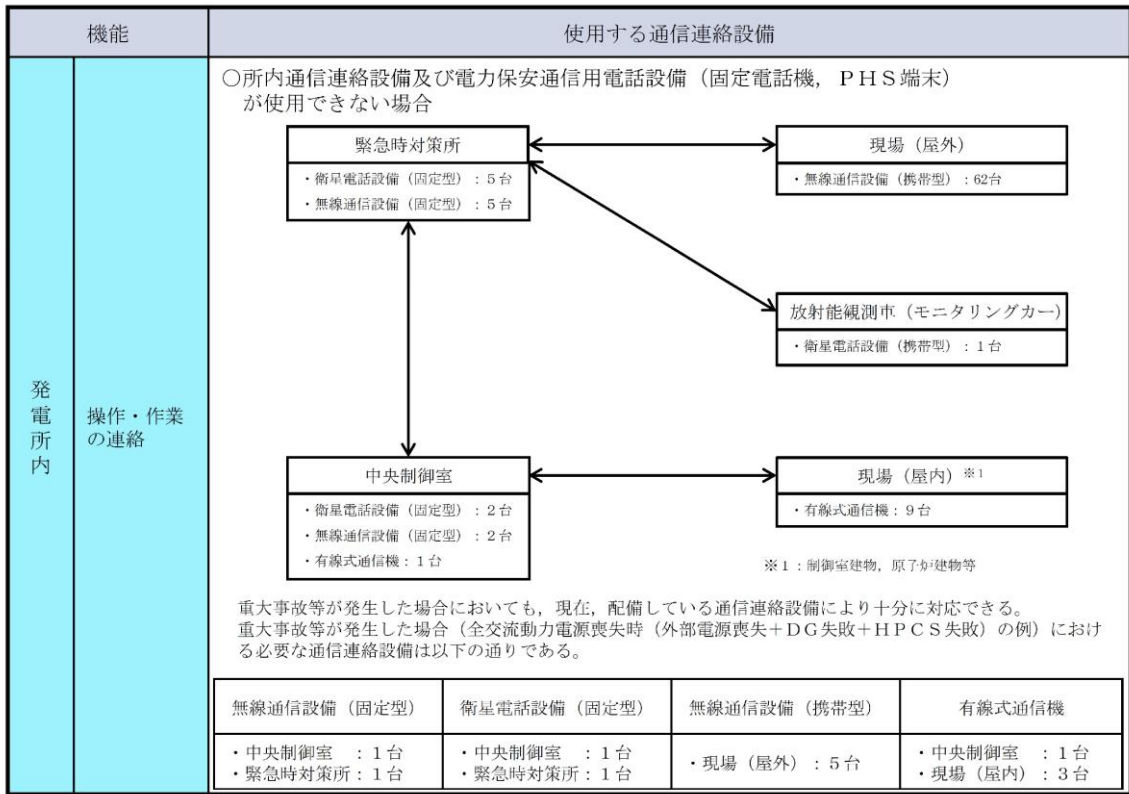 機能
使用する通信連絡設備
発電所内
操作・作業
の連絡
○所内通信連絡設備及び電力保安通信用電話設備（固定電話機，ＰＨＳ端末）
が使用できない場合
緊急時対策所
・衛星電話設備（固定型）：５台
・無線通信設備（固定型）：５台
現場（屋外）
・無線通信設備（携帯型）：62台
放射能観測車（モニタリングカー）
・衛星電話設備（携帯型）：１台
中央制御室
・衛星電話設備（固定型）：２台
・無線通信設備（固定型）：２台
・有線式通信機：１台
現場（屋内）※1
・有線式通信機：９台
※１：制御室建物，原子炉建物等
重大事故等が発生した場合においても，現在，配備している通信連絡設備により十分に対応できる。
重大事故等が発生した場合（全交流動力電源喪失時（外部電源喪失＋ＤＧ失敗＋ＨＰＣＳ失敗）の例）におけ
る必要な通信連絡設備は以下の通りである。
無線通信設備（固定型）
衛星電話設備（固定型）
無線通信設備（携帯型）
有線式通信機
・中央制御室　：１台
・緊急時対策所：１台
・中央制御室　：１台
・緊急時対策所：１台
・現場（屋外）：５台
・中央制御室　：１台
・現場（屋内）：３台